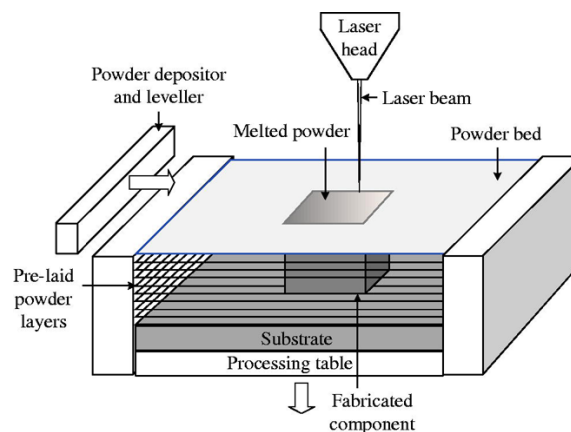 Laser
head
Powder depositor
and leveller
Laser beam
Melted powder
Powder bed
Pre-laid
powder
layers
Substrate
Processing table
Fabricated
component